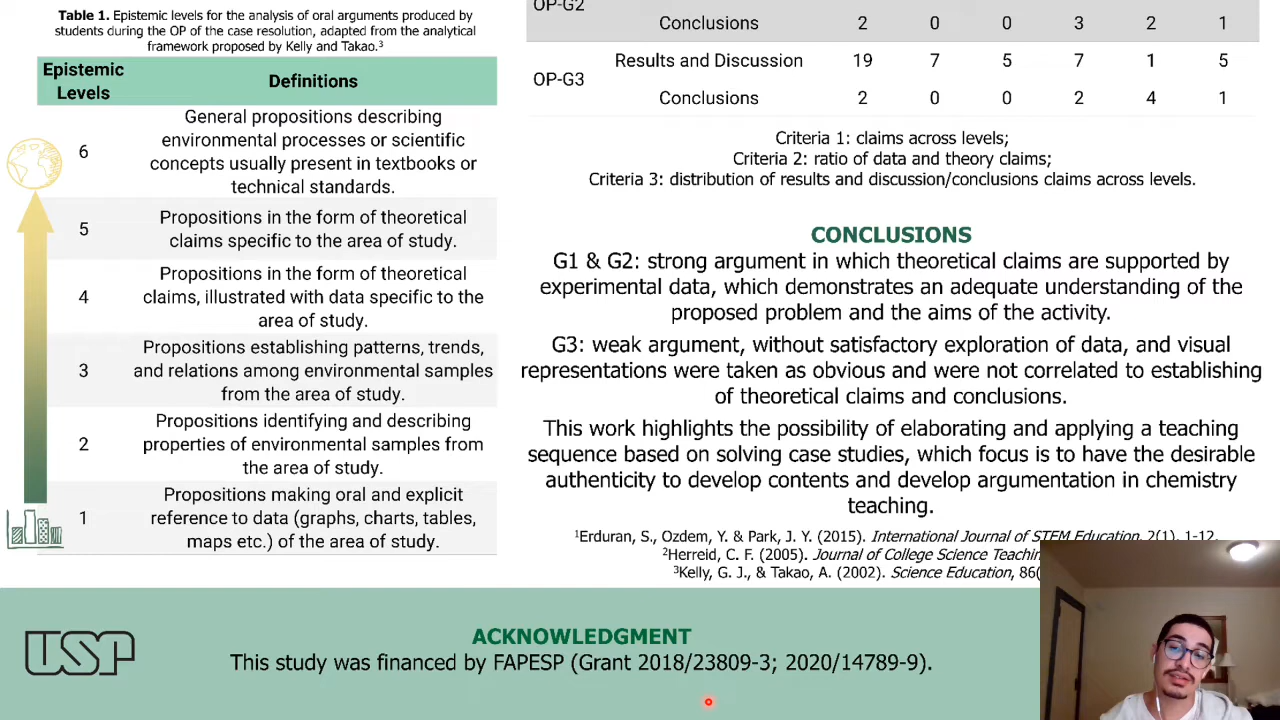 Table 1. Epistemic levels for the analysis of oral arguments produced by
students during the OP of the case resolution, adapted from the analytical
framework proposed by Kelly and Takao.³
Epistemic
Levels
Definitions
6
General propositions describing
environmental processes or scientific
concepts usually present in textbooks or
technical standards.
5
Propositions in the form of theoretical
claims specific to the area of study.
4
Propositions in the form of theoretical
claims, illustrated with data specific to the
area of study.
3
Propositions establishing patterns, trends,
and relations among environmental samples
from the area of study.
2
Propositions identifying and describing
properties of environmental samples from
the area of study.
1
Propositions making oral and explicit
reference to data (graphs, charts, tables,
maps etc.) of the area of study.
OP-G2
Conclusions 2 0 0 3 2 1
OP-G3
Results and Discussion 19 7 5 7 1 5
Conclusions 2 0 0 2 4 1
Criteria 1: claims across levels;
Criteria 2: ratio of data and theory claims;
Criteria 3: distribution of results and discussion/conclusions claims across levels.
CONCLUSIONS
G1 & G2: strong argument in which theoretical claims are supported by
experimental data, which demonstrates an adequate understanding of the
proposed problem and the aims of the activity.
G3: weak argument, without satisfactory exploration of data, and visual
representations were taken as obvious and were not correlated to establishing
of theoretical claims and conclusions.
This work highlights the possibility of elaborating and applying a teaching
sequence based on solving case studies, which focus is to have the desirable
authenticity to develop contents and develop argumentation in chemistry
teaching.
¹Erduran, S., Ozdem, Y. & Park, J. Y. (2015). International Journal of STEM Education, 2(1), 1-12.
²Herreid, C. F. (2005). Journal of College Science
³Kelly, G. J., & Takao, A. (2002). Science Education, 86(
USP
ACKNOWLEDGMENT
This study was financed by FAPESP (Grant 2018/23809-3; 2020/14789-9).